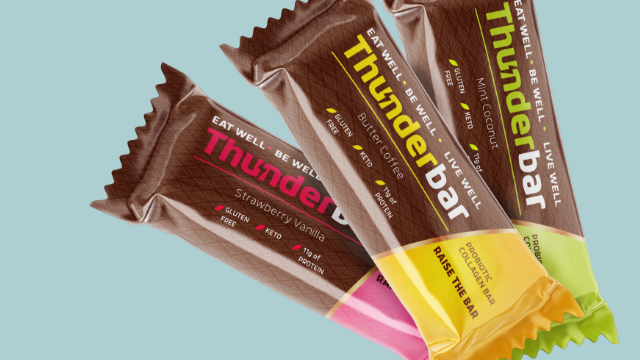 EAT WELL • BE WELL
Thunderb
Strawberry Vanilla
GLUTEN
FREE
KETO
11g of
PROTEIN
EAT WELL • BE WELL • LIVE WELL
Thunderbar
Butter Coffee
GLUTEN
FREE
KETO
11g of
PROTEIN
PROBIOTIC
COLLAGEN BAR
RAISE THE BAR
EAT WELL • BE WELL • LIVE WELL
Thunderbar
Mint Coconut
GLUTEN
FREE
KETO
11g of